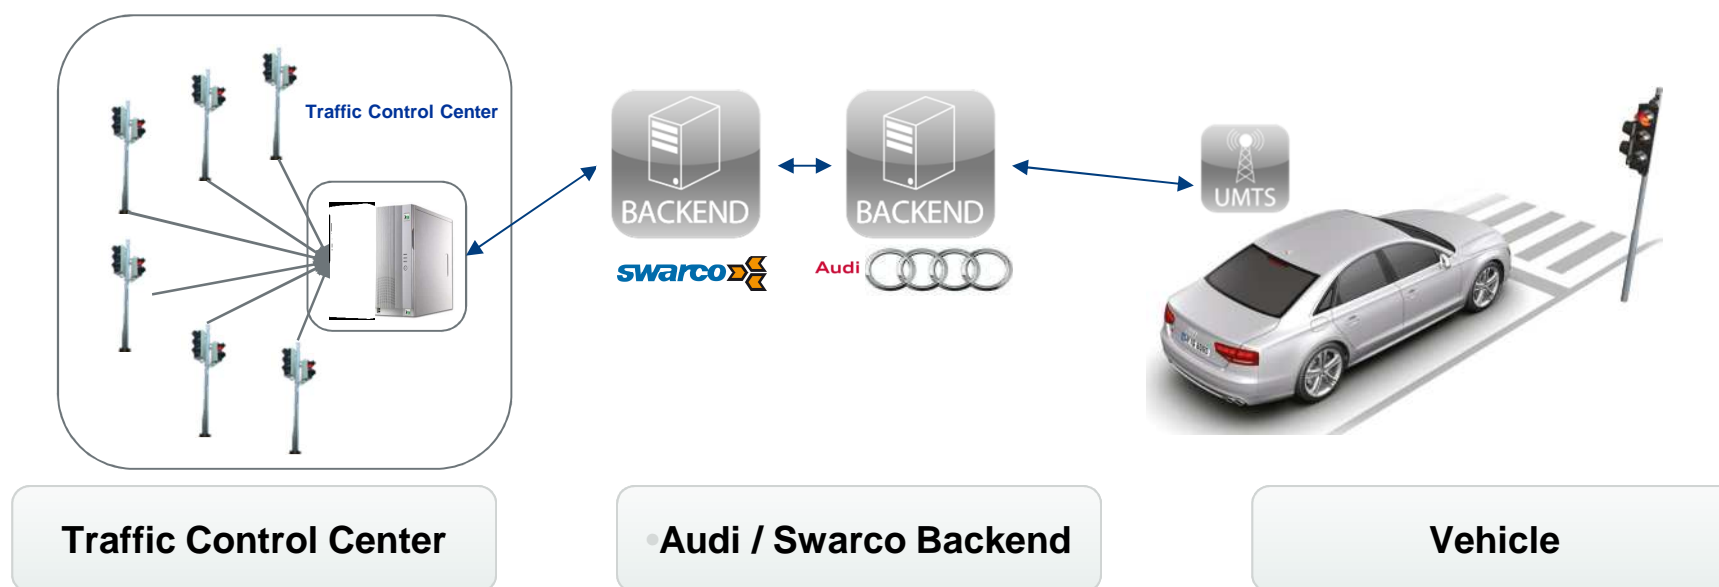 Traffic Control Center
BACKEND
BACKEND
UMTS
swarco
Audi
Traffic Control Center
Audi / Swarco Backend
Vehicle